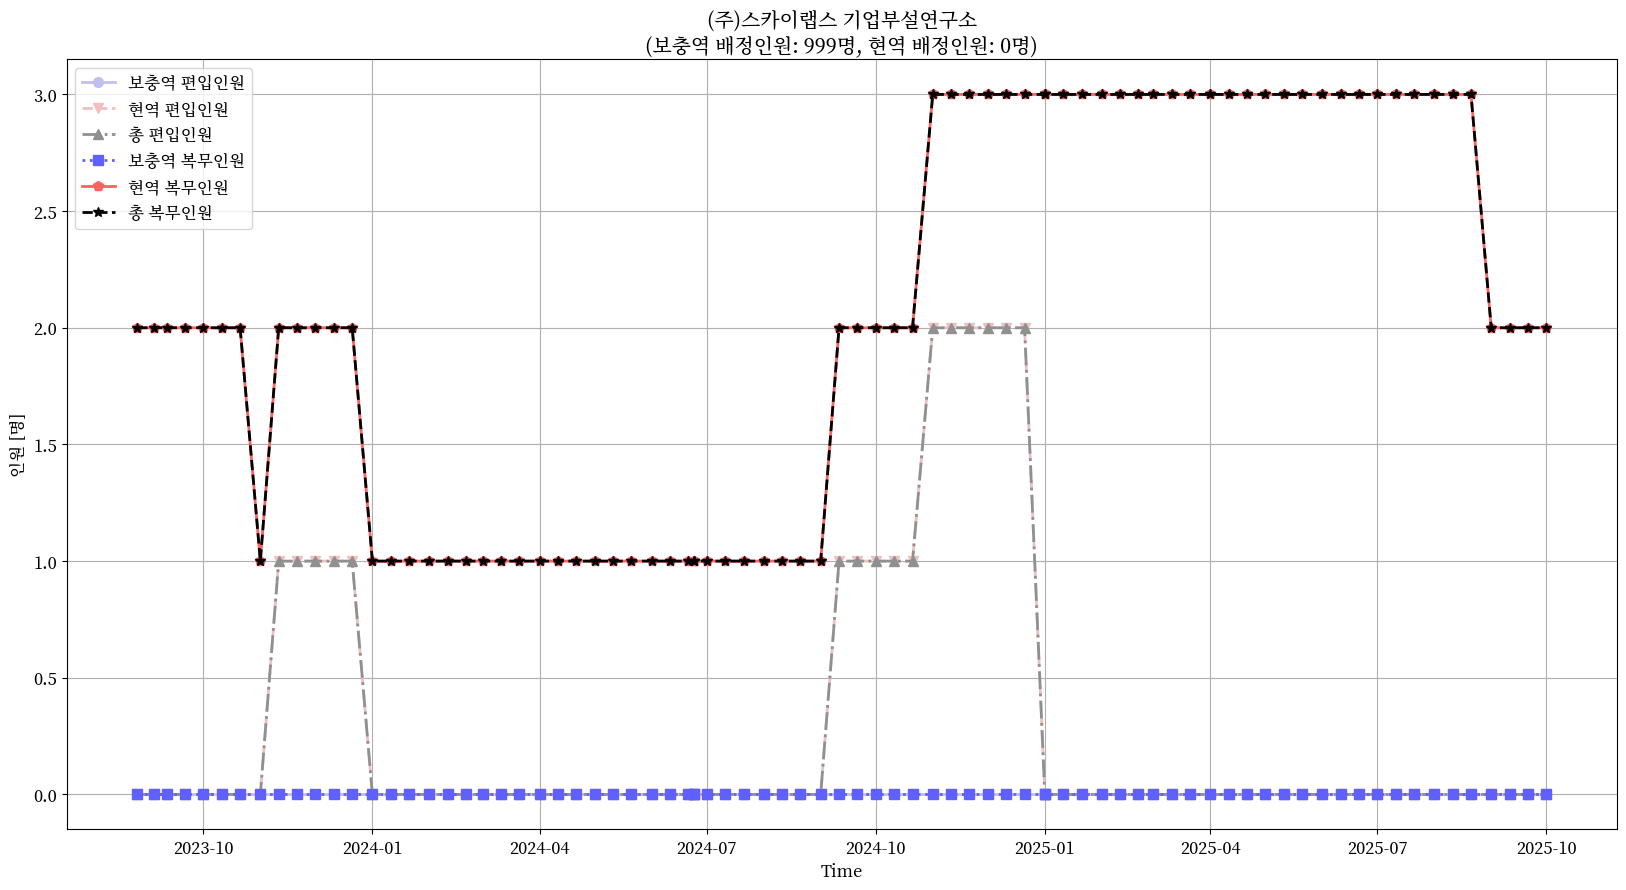 (주)스카이랩스 기업부설연구소
(보충역 배정인원: 999명, 현역 배정인원: 0명)
보충역 편입인원
현역 편입인원
총 편입인원
보충역 복무인원
현역 복무인원
총 복무인원
3.0
2.5
2.0
1.5
1.0
0.5
0.0
인원 [명]
2023-10 2024-01 2024-04 2024-07 2024-10 2025-01 2025-04 2025-07 2025-10
Time